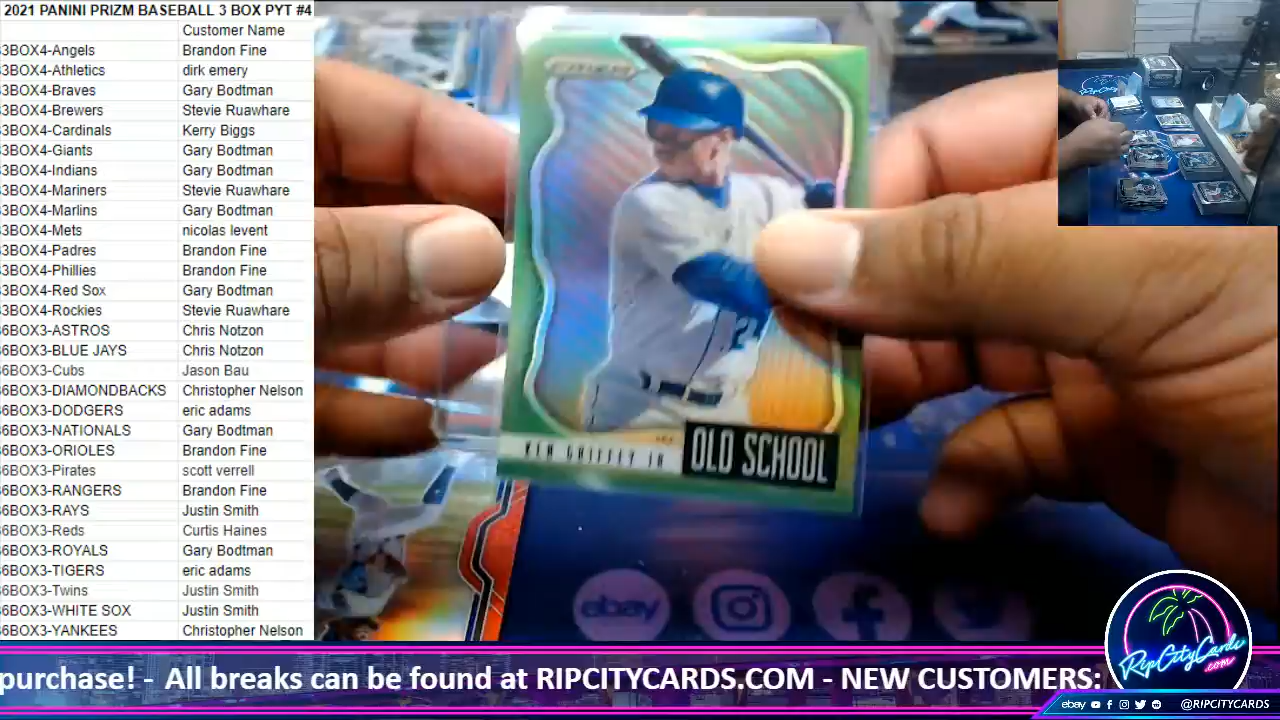 2021 PANINI PRIZM BASEBALL 3 BOX PYT #4
Customer Name
3BOX4-Angels Brandon Fine
3BOX4-Athletics dirk emery
3BOX4-Braves Gary Bodtman
3BOX4-Brewers Stevie Ruawhare
3BOX4-Cardinals Kerry Biggs
3BOX4-Giants Gary Bodtman
3BOX4-Indians Gary Bodtman
3BOX4-Mariners Stevie Ruawhare
3BOX4-Marlins Gary Bodtman
3BOX4-Mets nicolas levent
3BOX4-Padres Brandon Fine
3BOX4-Phillies Brandon Fine
3BOX4-Red Sox Gary Bodtman
3BOX4-Rockies Stevie Ruawhare
6BOX3-ASTROS Chris Notzon
6BOX3-BLUE JAYS Chris Notzon
6BOX3-Cubs Jason Bau
6BOX3-DIAMONDBACKS Christopher Nelson
6BOX3-DODGERS eric adams
6BOX3-NATIONALS Gary Bodtman
6BOX3-ORIOLES Brandon Fine
6BOX3-Pirates scott verrell
6BOX3-RANGERS Brandon Fine
6BOX3-RAYS Justin Smith
6BOX3-Reds Curtis Haines
6BOX3-ROYALS Gary Bodtman
6BOX3-TIGERS eric adams
6BOX3-Twins Justin Smith
6BOX3-WHITE SOX Justin Smith
6BOX3-YANKEES Christopher Nelson
KEN GRIFFEY JR
OLD SCHOOL
ebay
purchase! - All breaks can be found at RIPCITYCARDS.COM - NEW CUSTOMERS:
RipCityCards
.com
ebay @RIPCITYCARDS